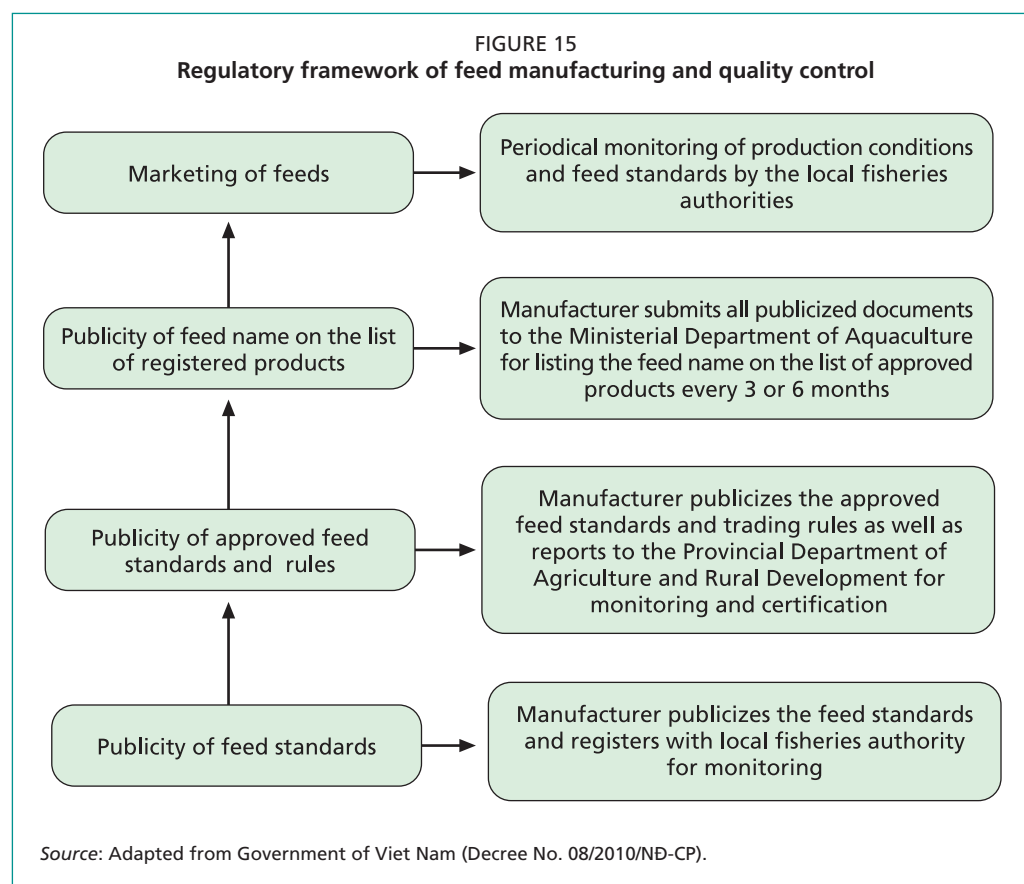 FIGURE 15
Regulatory framework of feed manufacturing and quality control
Marketing of feeds
Periodical monitoring of production conditions
and feed standards by the local fisheries
authorities
Publicity of feed name on the list
of registered products
Manufacturer submits all publicized documents
to the Ministerial Department of Aquaculture
for listing the feed name on the list of approved
products every 3 or 6 months
Publicity of approved feed
standards and rules
Manufacturer publicizes the approved
feed standards and trading rules as well as
reports to the Provincial Department of
Agriculture and Rural Development for
monitoring and certification
Publicity of feed standards
Manufacturer publicizes the feed standards
and registers with local fisheries authority
for monitoring
Source: Adapted from Government of Viet Nam (Decree No. 08/2010/NĐ-CP).